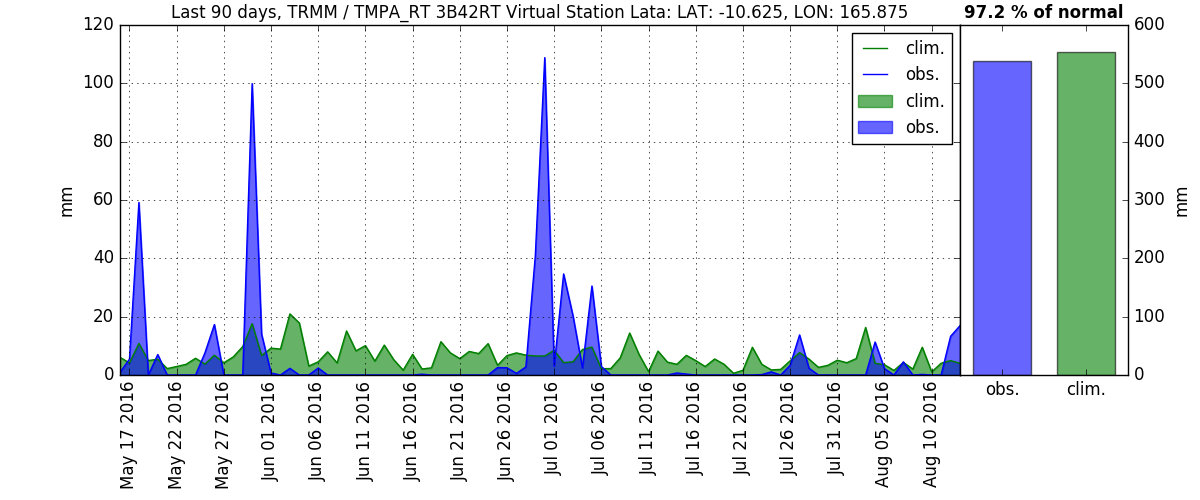 Last 90 days, TRMM / TMPA_RT 3B42RT Virtual Station Lata: LAT: -10.625, LON: 165.875
97.2 % of normal
120
100
80
60
40
20
0
mm
clim.
obs.
clim.
obs.
600
500
400
300
200
100
0
mm
May 17 2016
May 22 2016
May 27 2016
Jun 01 2016
Jun 06 2016
Jun 11 2016
Jun 16 2016
Jun 21 2016
Jun 26 2016
Jul 01 2016
Jul 06 2016
Jul 11 2016
Jul 16 2016
Jul 21 2016
Jul 26 2016
Jul 31 2016
Aug 05 2016
Aug 10 2016
obs.
clim.